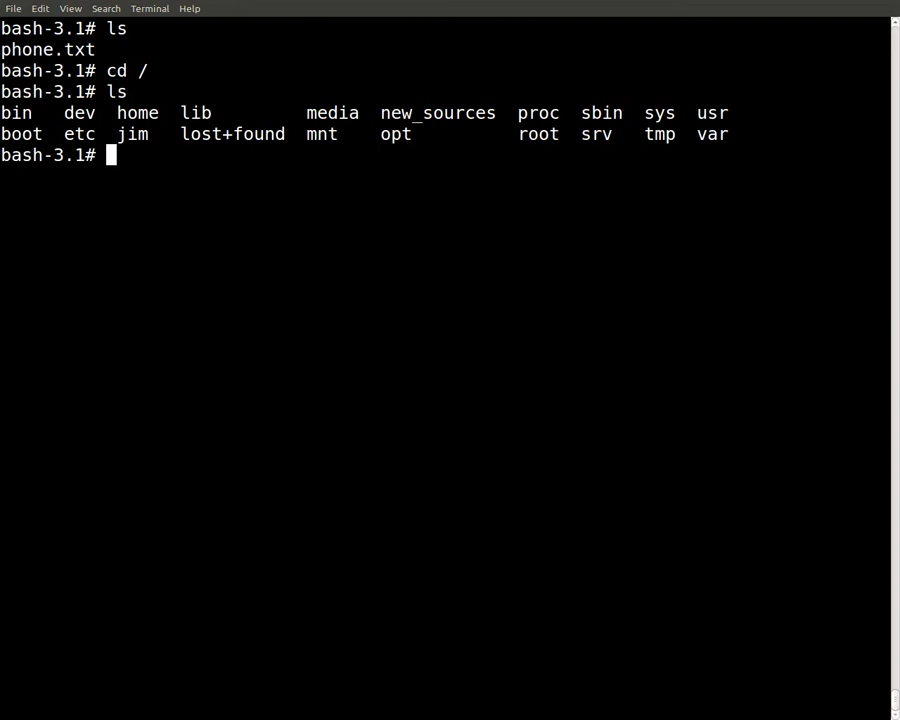 File Edit View Search Terminal Help
bash-3.1# ls
phone.txt
bash-3.1# cd /
bash-3.1# ls
bin   dev  home  lib         media  new_sources  proc  sbin  sys  usr
boot  etc  jim   lost+found  mnt    opt          root  srv   tmp  var
bash-3.1#